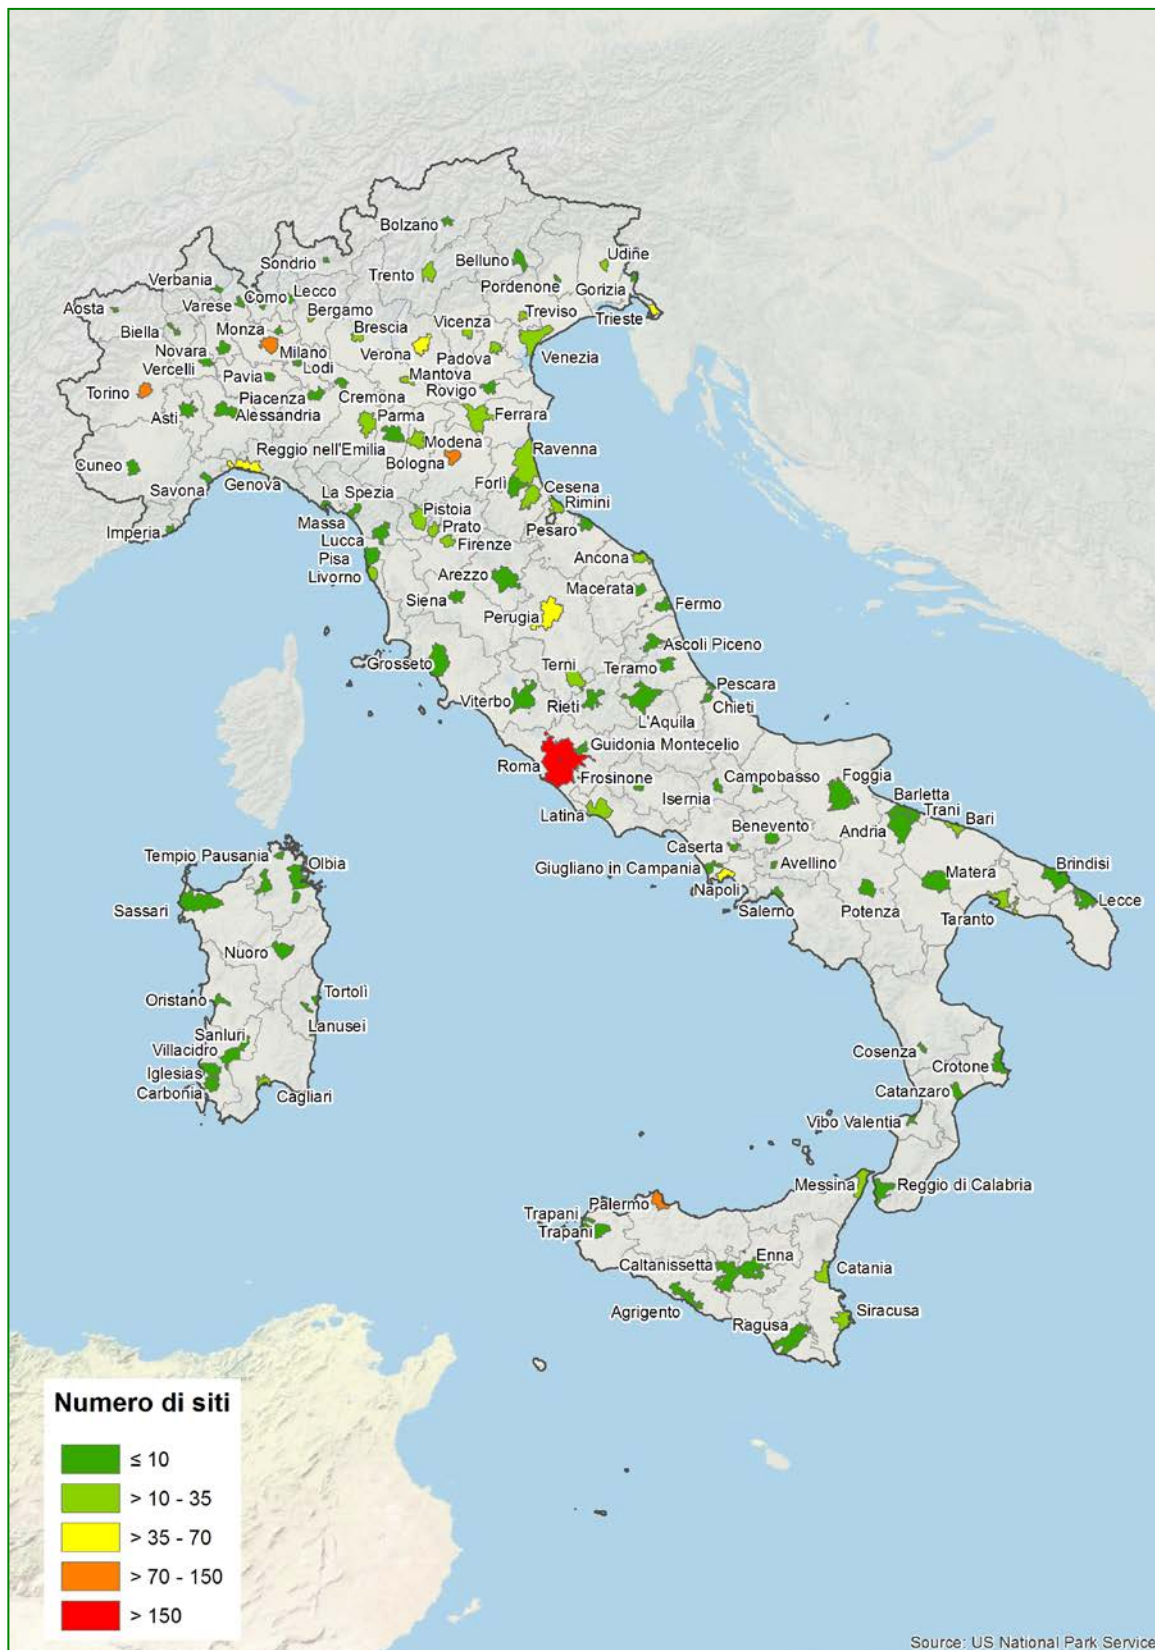 Bolzano
Sondrio
Belluno
Udine
Trento
Verbania
Pordenone
Gorizia
Aosta
Varese
Como
Lecco
Bergamo
Treviso
Trieste
Biella
Monza
Brescia
Vicenza
Novara
Milano
Verona
Padova
Venezia
Vercelli
Lodi
Pavia
Mantova
Torino
Piacenza
Cremona
Rovigo
Asti
Alessandria
Parma
Ferrara
Reggio nell'Emilia
Modena
Ravenna
Cuneo
Bologna
Savona
Genova
Forlì
Cesena
La Spezia
Rimini
Imperia
Massa
Pistoia
Prato
Pesaro
Lucca
Firenze
Pisa
Ancona
Livorno
Arezzo
Macerata
Siena
Perugia
Fermo
Ascoli Piceno
Grosseto
Terni
Teramo
Pescara
Viterbo
Rieti
Chieti
L'Aquila
Guidonia Montecelio
Roma
Frosinone
Campobasso
Foggia
Isernia
Barletta
Latina
Trani
Bari
Benevento
Andria
Caserta
Tempio Pausania
Olbia
Giugliano in Campania
Avellino
Matera
Brindisi
Napoli
Sassari
Salerno
Potenza
Lecce
Taranto
Nuoro
Oristano
Tortolì
Lanusei
Sanluri
Villacidro
Cosenza
Iglesias
Crotone
Carbonia
Cagliari
Catanzaro
Vibo Valentia
Messina
Reggio di Calabria
Palermo
Trapani
Trapani
Enna
Caltanissetta
Catania
Agrigento
Siracusa
Ragusa
Numero di siti
≤ 10
> 10 - 35
> 35 - 70
> 70 - 150
> 150
Source: US National Park Service